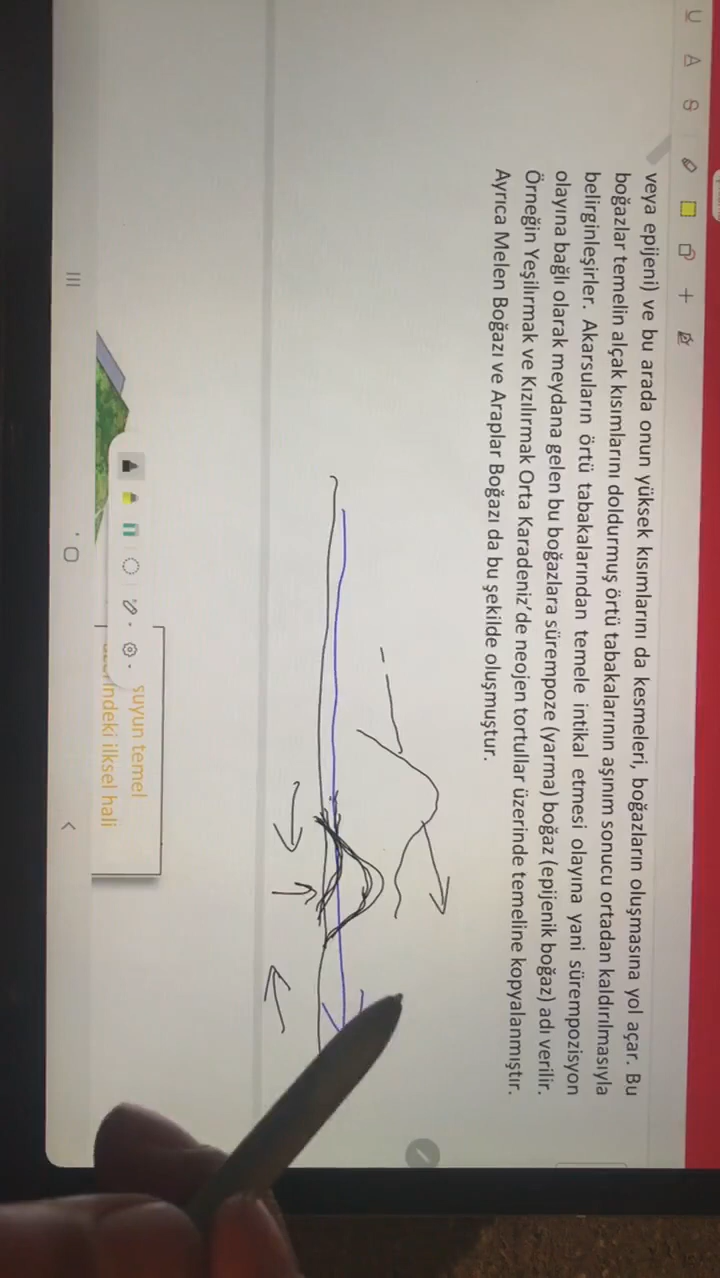 veya epijeni) ve bu arada onun yüksek kısımlarını da kesmeleri, boğazların oluşmasına yol açar. Bu
boğazlar temelin alçak kısımlarını doldurmuş örtü tabakalarının aşınım sonucu ortadan kaldırılmasıyla
belirginleşirler. Akarsuların örtü tabakalarından temele intikal etmesi olayına yani sürempozisyon
olayına bağlı olarak meydana gelen bu boğazlara sürempoze (yarma) boğaz (epijenik boğaz) adı verilir.
Örneğin Yeşilırmak ve Kızılırmak Orta Karadeniz'de neojen tortullar üzerinde temeline kopyalanmıştır.
Ayrıca Melen Boğazı ve Araplar Boğazı da bu şekilde oluşmuştur.
suyun temel
indeki ilksel hali